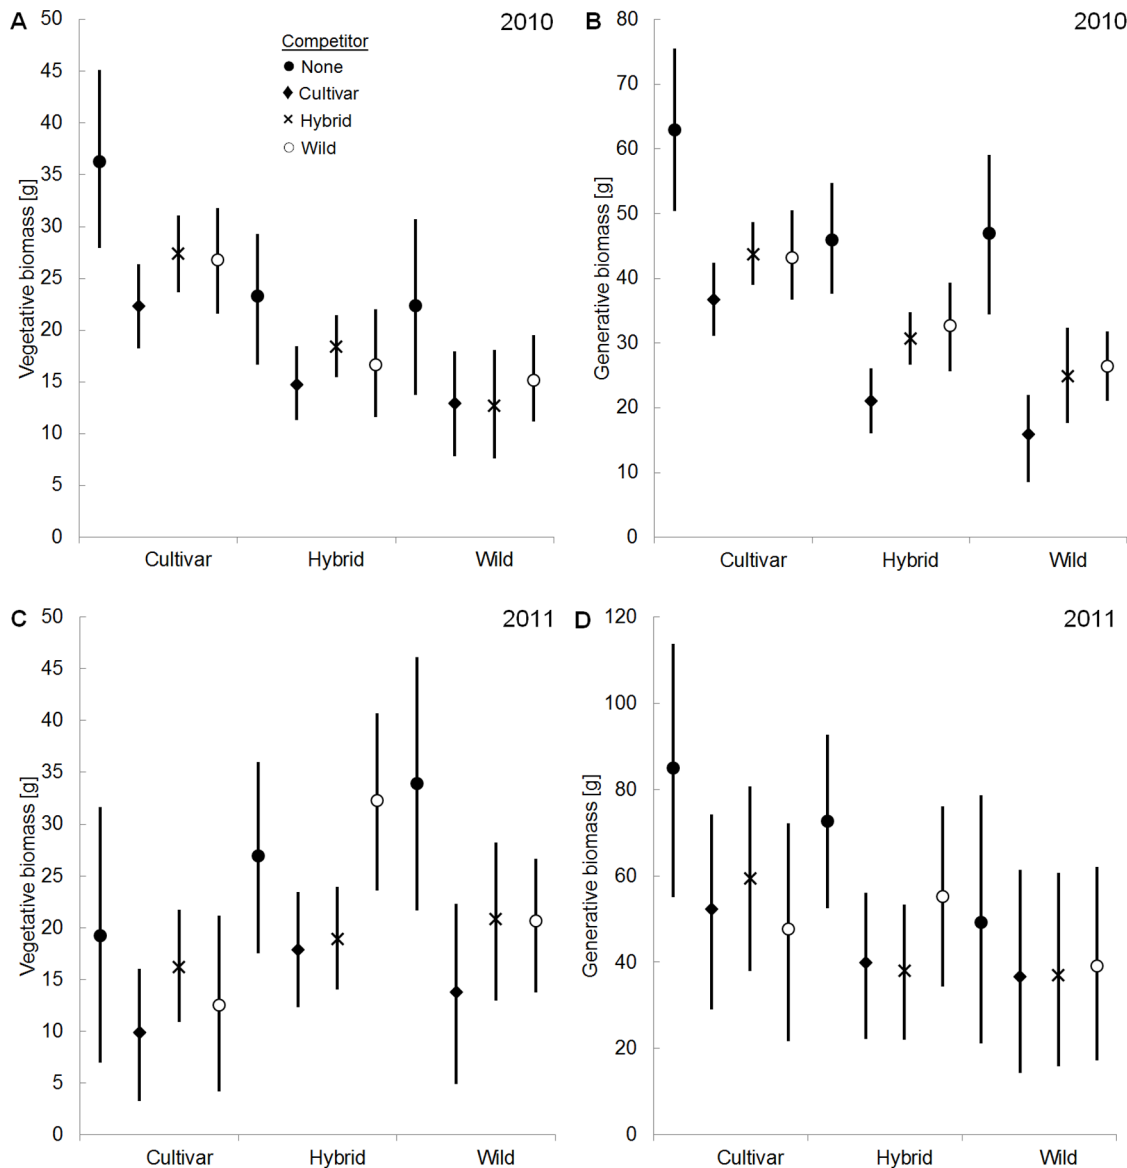 A
2010
Vegetative biomass [g]
50
45
40
35
30
25
20
15
10
5
0
Competitor
None
Cultivar
Hybrid
Wild
Cultivar
Hybrid
Wild
B
2010
Generative biomass [g]
80
70
60
50
40
30
20
10
0
Cultivar
Hybrid
Wild
C
2011
Vegetative biomass [g]
50
45
40
35
30
25
20
15
10
5
0
Cultivar
Hybrid
Wild
D
2011
Generative biomass [g]
120
100
80
60
40
20
0
Cultivar
Hybrid
Wild